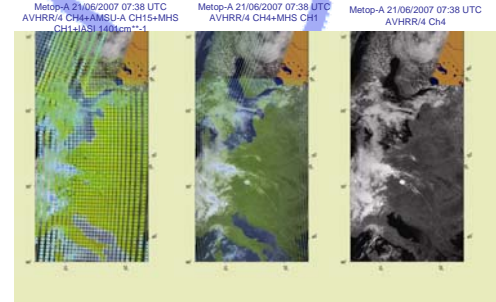 Metop-A 21/06/2007 07:38 UTC
AVHRR/4 CH4+AMSU-A CH15+MHS
CH1+IASI 1401cm**-1
Metop-A 21/06/2007 07:38 UTC
AVHRR/4 CH4+MHS CH1
Metop-A 21/06/2007 07:38 UTC
AVHRR/4 Ch4